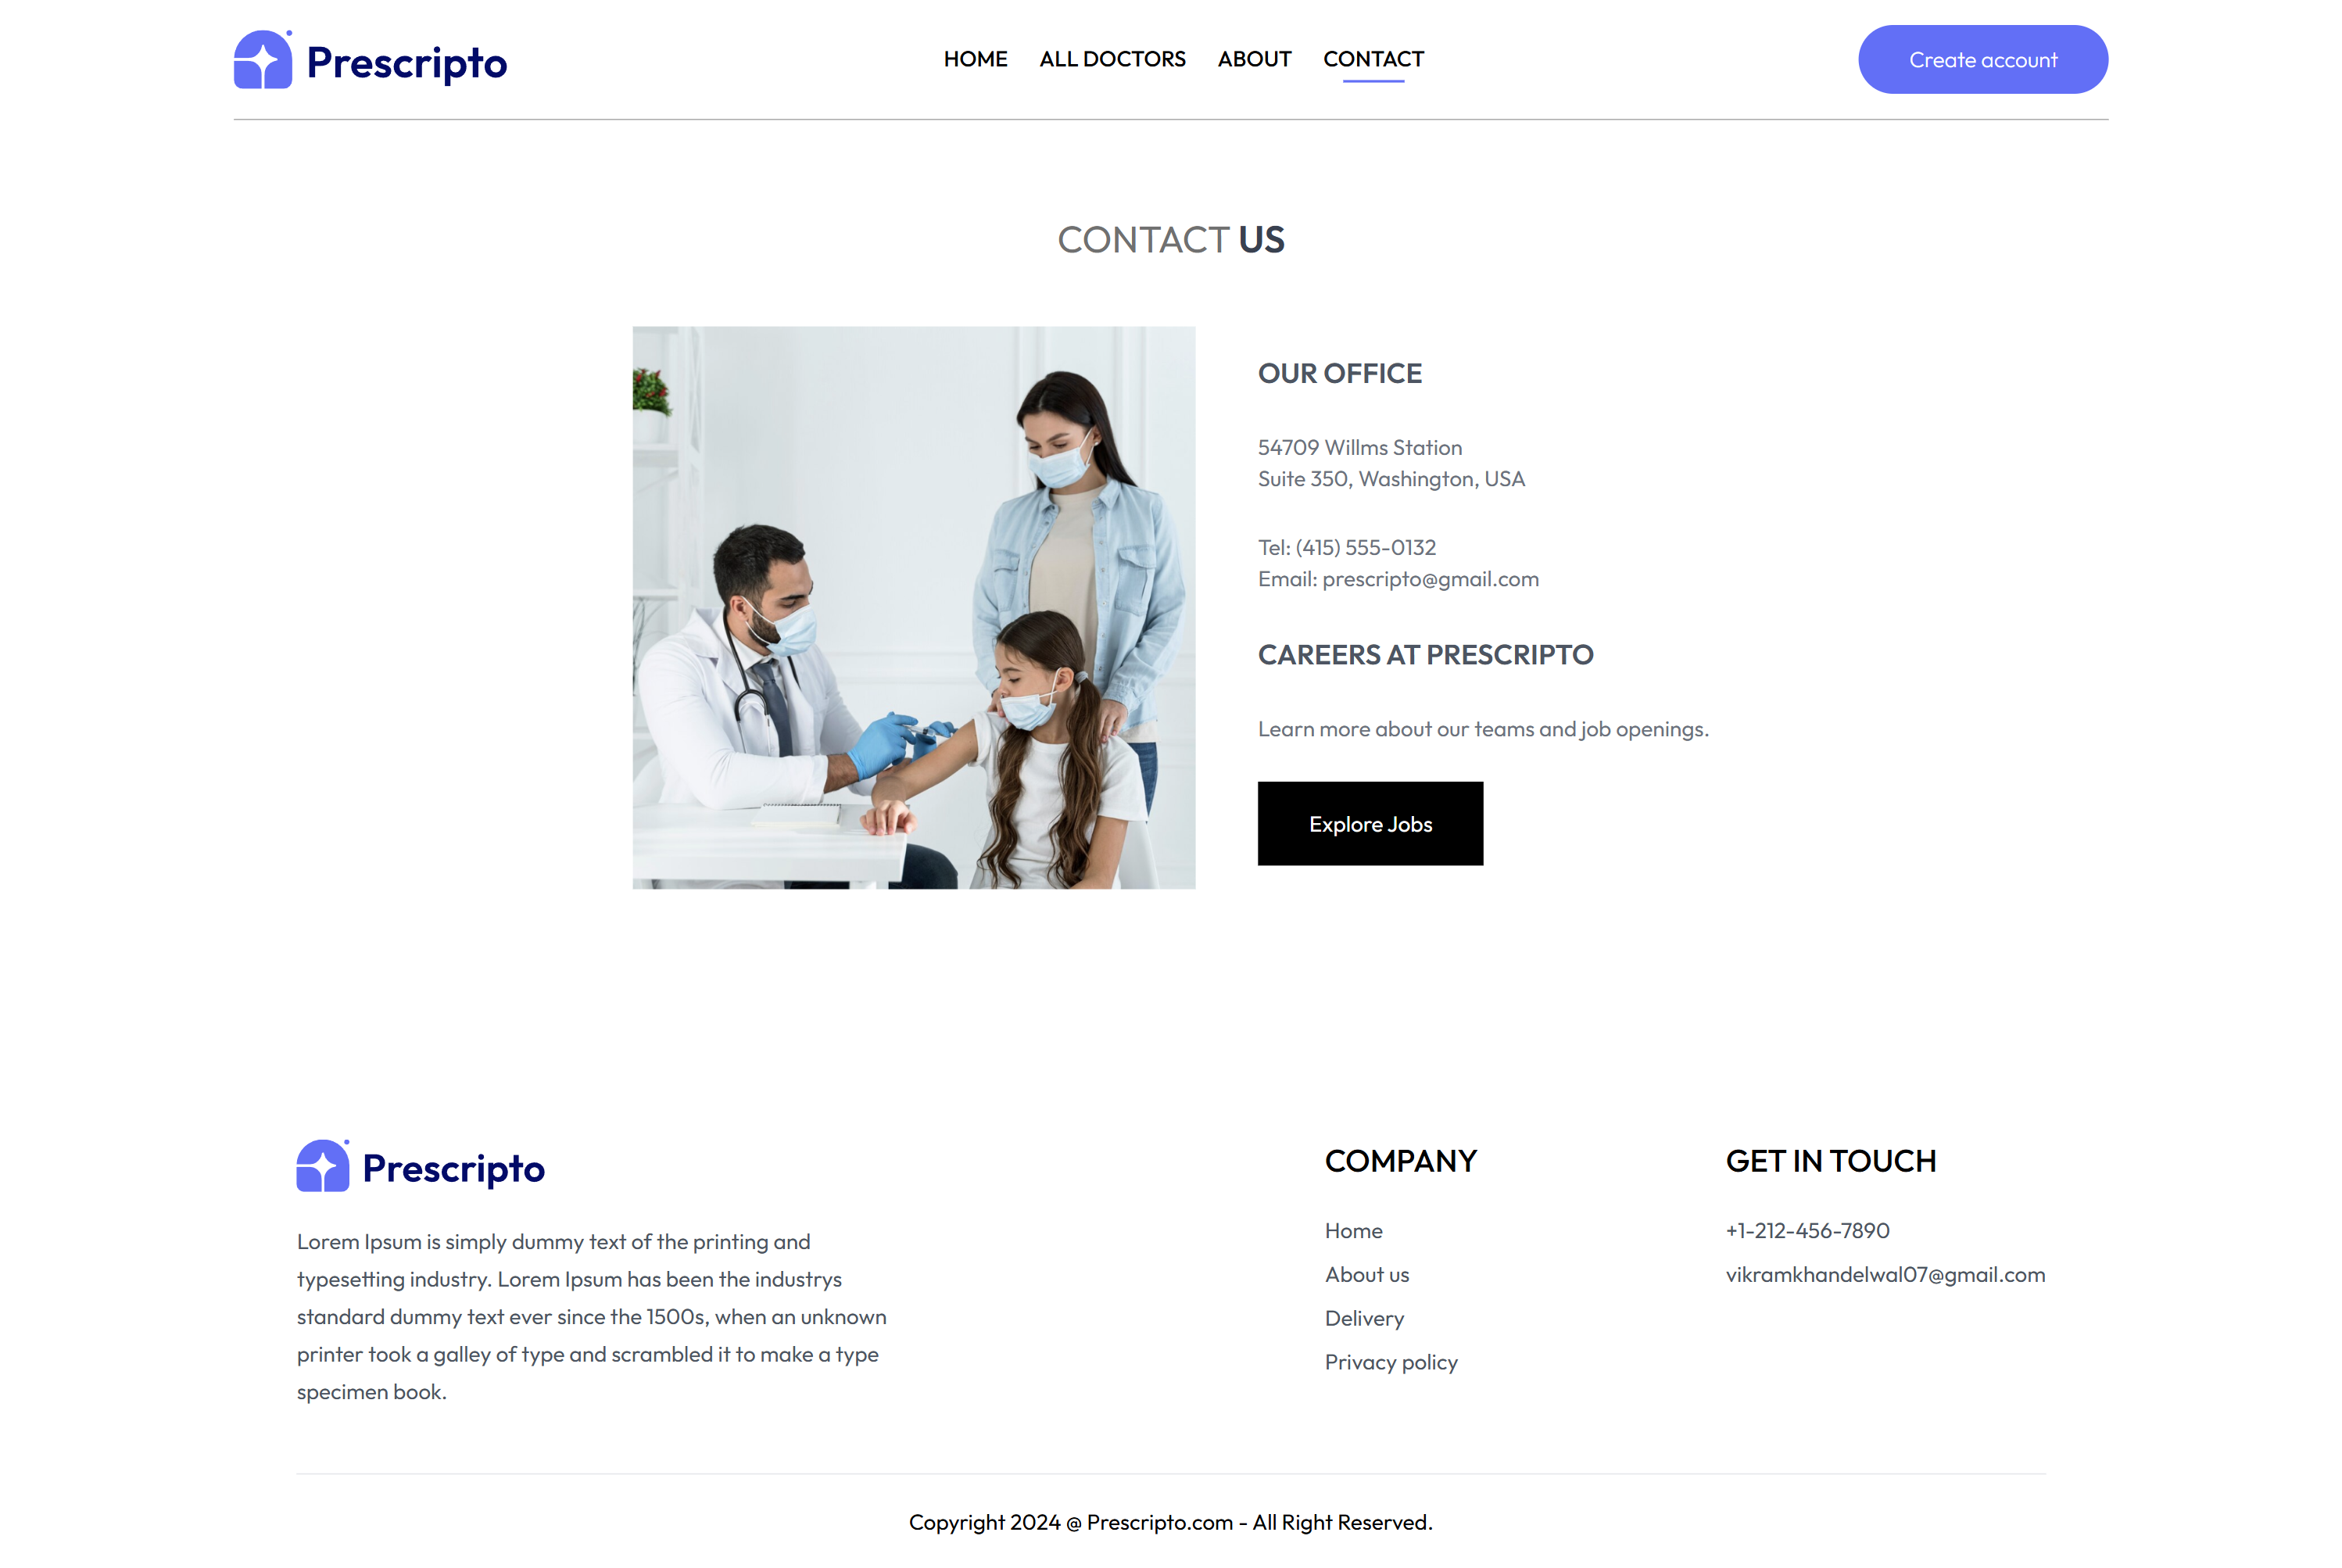 Prescripto
HOME ALL DOCTORS ABOUT CONTACT
Create account
CONTACT US
OUR OFFICE
54709 Willms Station
Suite 350, Washington, USA
Tel: (415) 555-0132
Email: prescripto@gmail.com
CAREERS AT PRESCRIPTO
Learn more about our teams and job openings.
Explore Jobs
Prescripto
Lorem Ipsum is simply dummy text of the printing and
typesetting industry. Lorem Ipsum has been the industrys
standard dummy text ever since the 1500s, when an unknown
printer took a galley of type and scrambled it to make a type
specimen book.
COMPANY
Home
About us
Delivery
Privacy policy
GET IN TOUCH
+1-212-456-7890
vikramkhandelwal07@gmail.com
Copyright 2024 @ Prescripto.com - All Right Reserved.